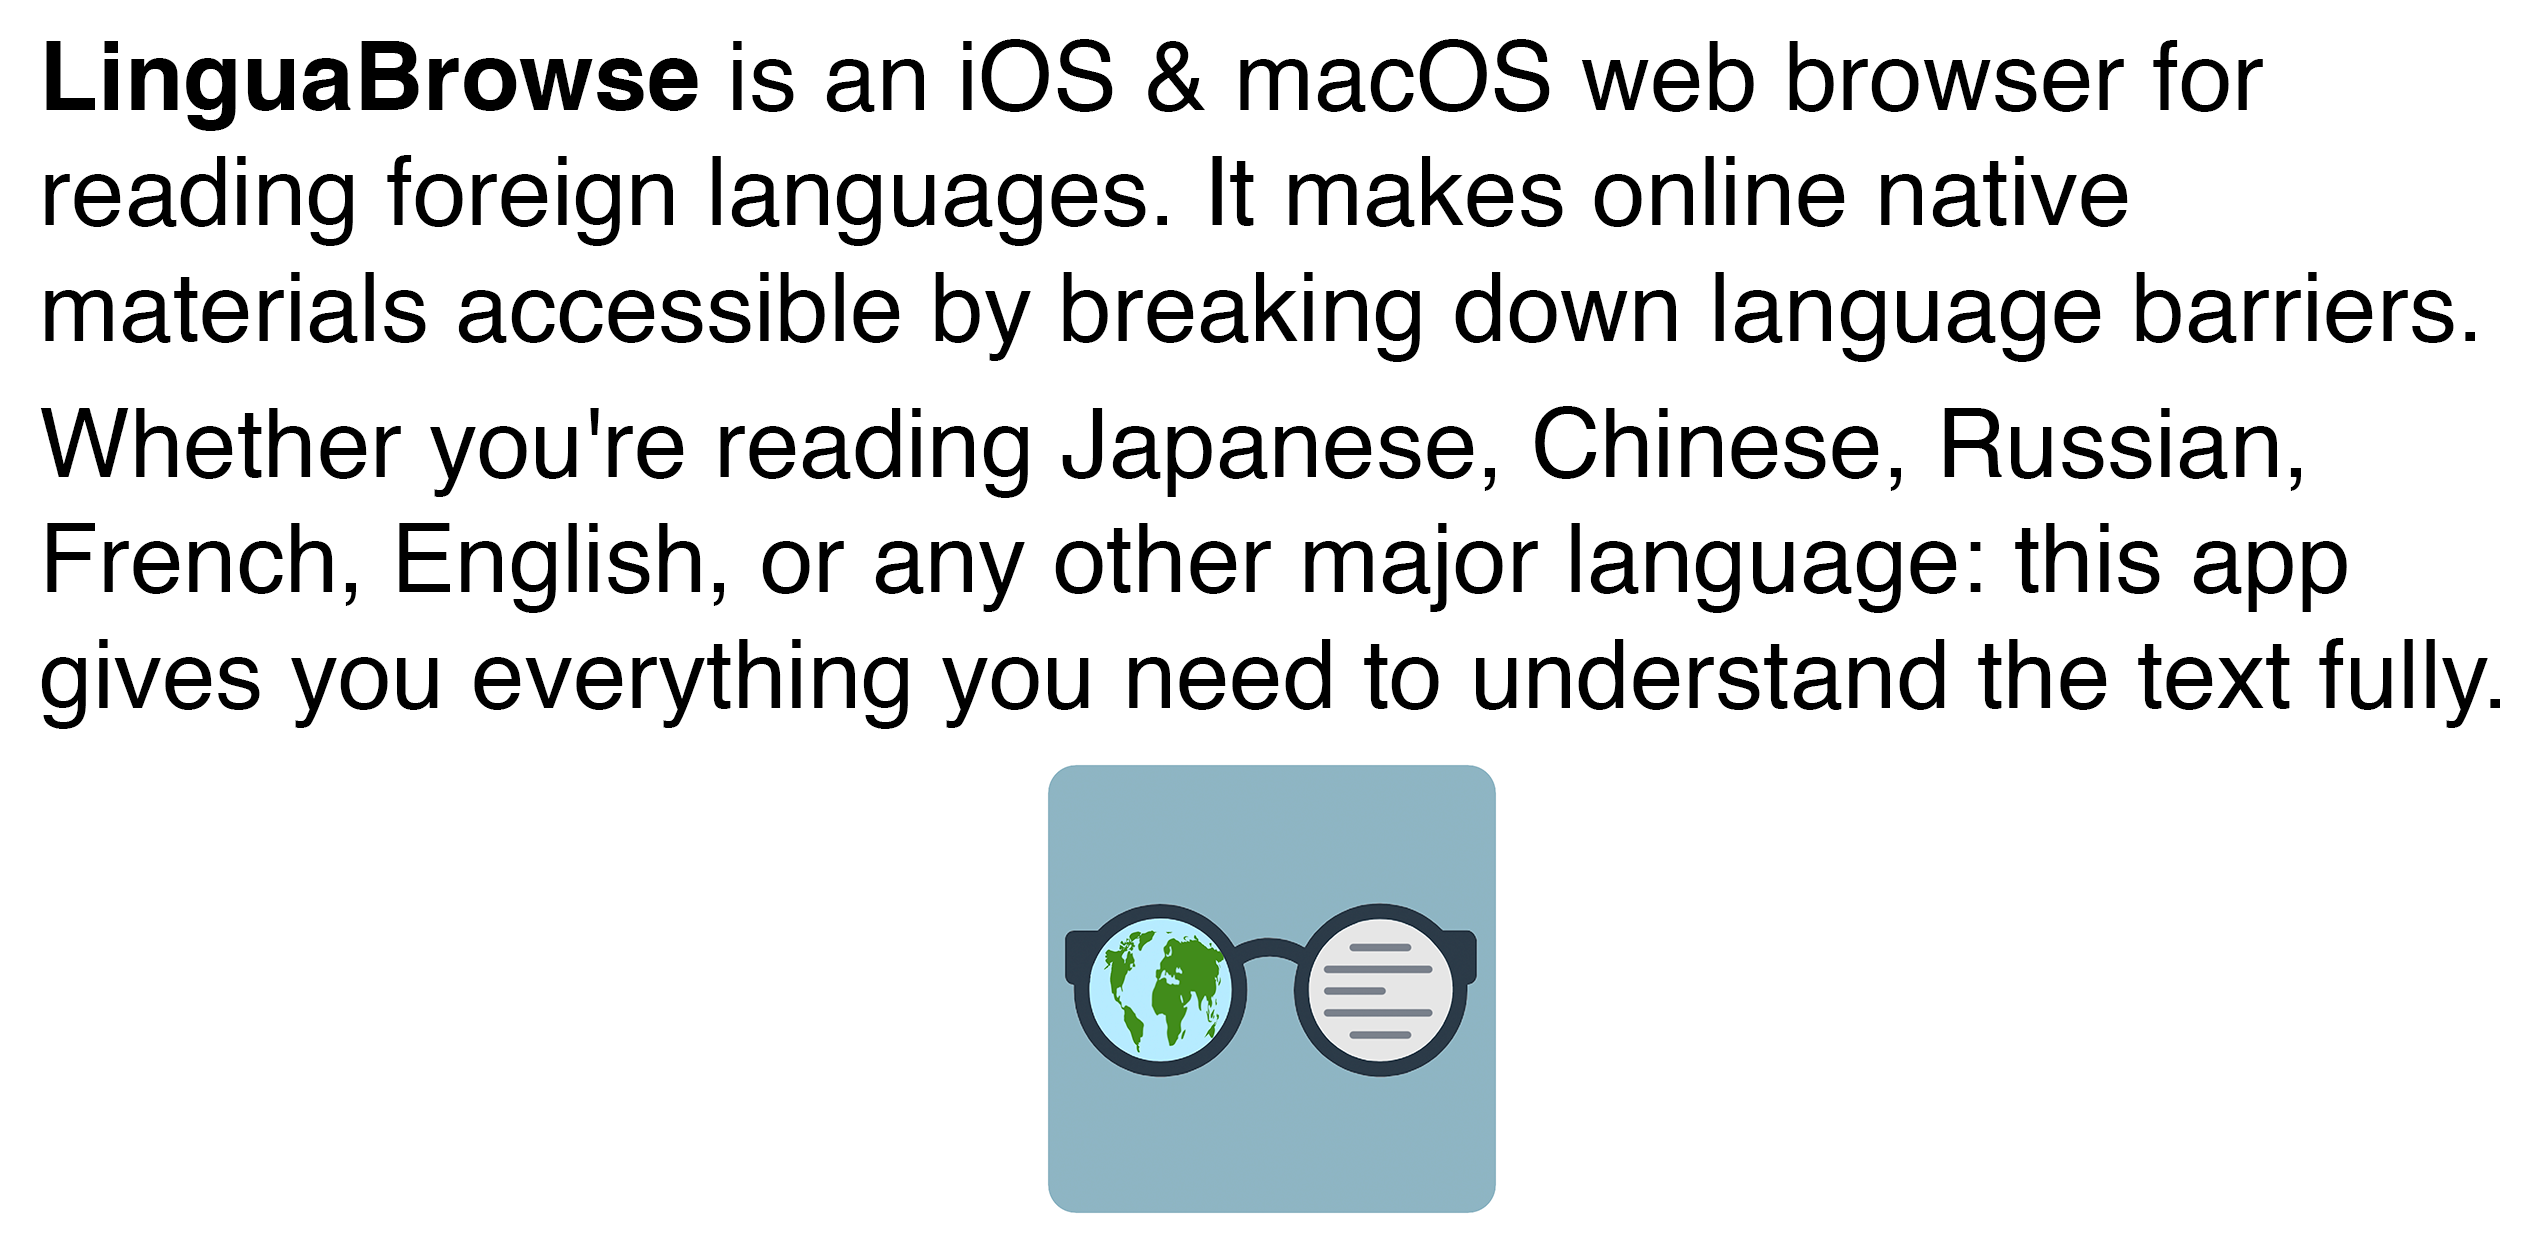 LinguaBrowse is an iOS & macOS web browser for
reading foreign languages. It makes online native
materials accessible by breaking down language barriers.
Whether you're reading Japanese, Chinese, Russian,
French, English, or any other major language: this app
gives you everything you need to understand the text fully.